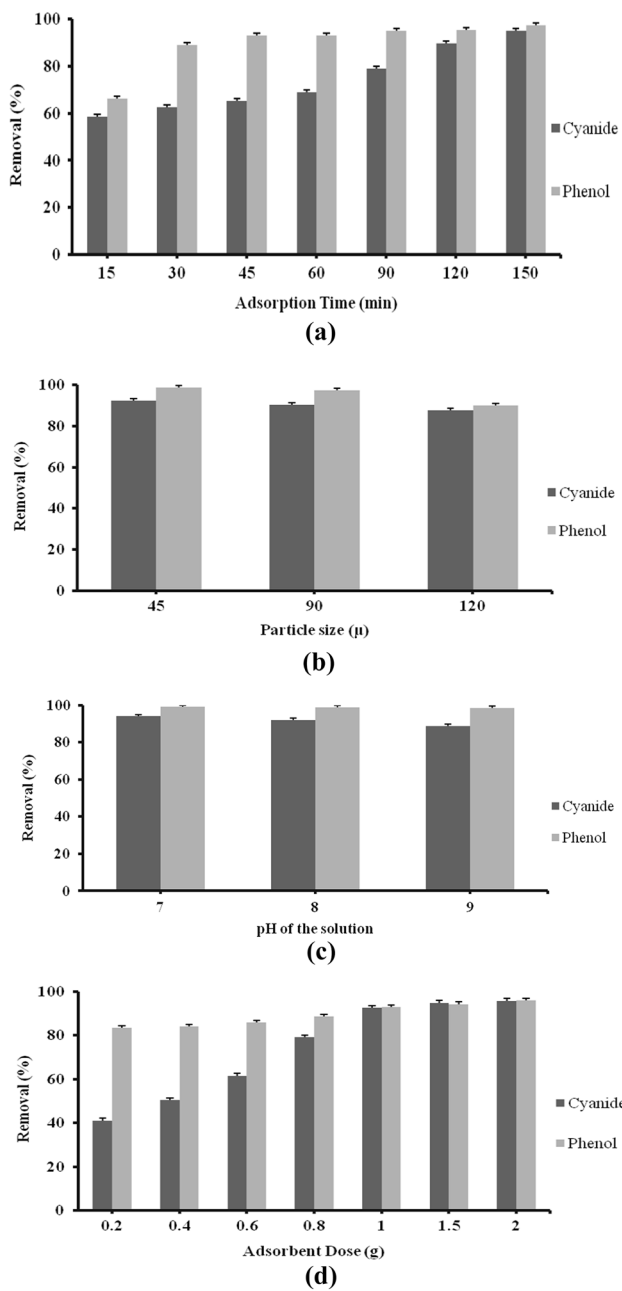 100
80
60
40
20
0
Removal (%)
15 30 45 60 90 120 150
Adsorption Time (min)
Cyanide
Phenol
(a)
100
80
60
40
20
0
Removal (%)
45 90 120
Particle size (µ)
Cyanide
Phenol
(b)
100
80
60
40
20
0
Removal (%)
7 8 9
pH of the solution
Cyanide
Phenol
(c)
100
80
60
40
20
0
Removal (%)
0.2 0.4 0.6 0.8 1 1.5 2
Adsorbent Dose (g)
Cyanide
Phenol
(d)